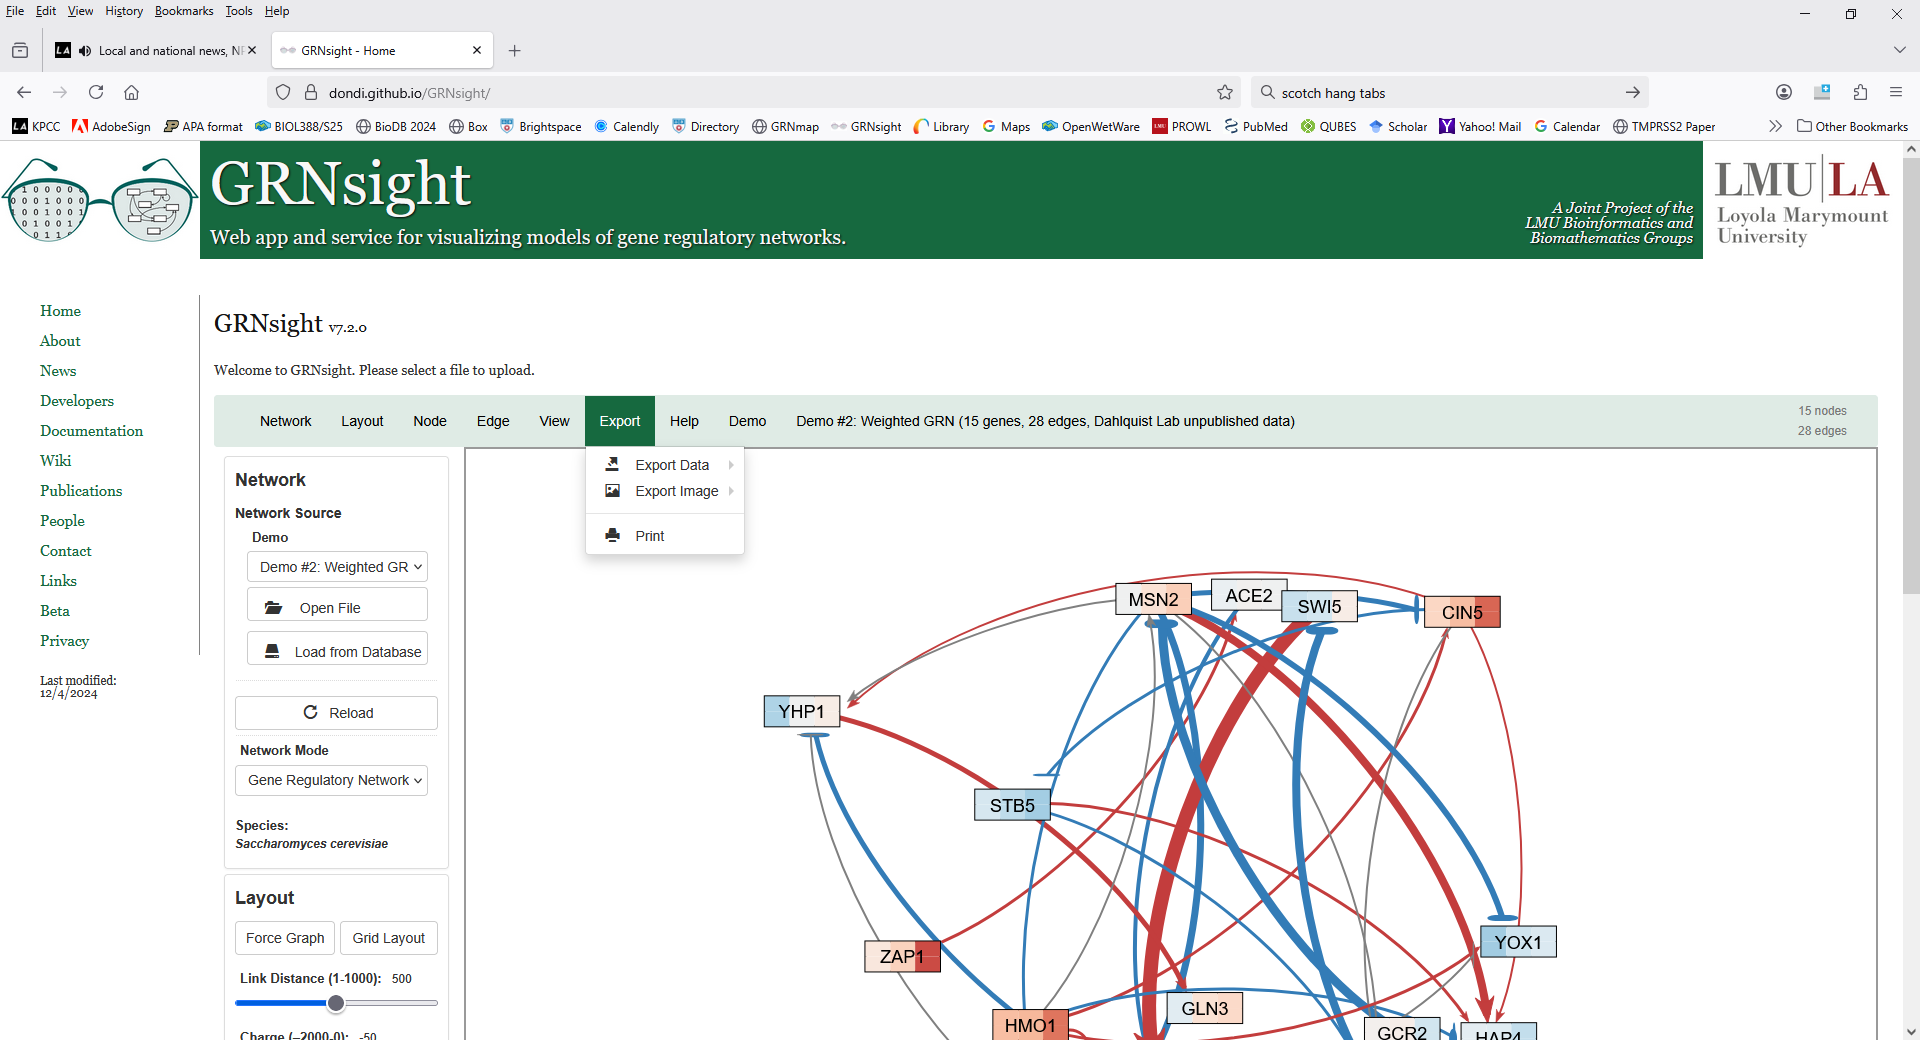 File Edit View History Bookmarks Tools Help
Local and national news, NF
GRNsight - Home
dondi.github.io/GRNsight/
scotch hang tabs
KPCC AdobeSign APA format BIOL388/S25 BioDB 2024 Box Brightspace Calendly Directory GRNmap GRNsight Library Maps OpenWetWare PROWL PubMed QUBES Scholar Yahoo! Mail Calendar TMPRSS2 Paper Other Bookmarks
GRNsight
Web app and service for visualizing models of gene regulatory networks.
A Joint Project of the
LMU Bioinformatics and
Biomathematics Groups
LMU|LA
Loyola Marymount
University
Home
About
News
Developers
Documentation
Wiki
Publications
People
Contact
Links
Beta
Privacy
Last modified:
12/4/2024
GRNsight v7.2.0
Welcome to GRNsight. Please select a file to upload.
Network Layout Node Edge View Export Help Demo Demo #2: Weighted GRN (15 genes, 28 edges, Dahlquist Lab unpublished data)
15 nodes
28 edges
Export Data
Export Image
Print
Network
Network Source
Demo
Demo #2: Weighted GR
Open File
Load from Database
Reload
Network Mode
Gene Regulatory Network
Species:
Saccharomyces cerevisiae
Layout
Force Graph Grid Layout
Link Distance (1-1000): 500
Charge (-2000-0): -50
MSN2
ACE2
SWI5
CIN5
YHP1
STB5
YOX1
ZAP1
GLN3
HMO1
GCR2
HAP4